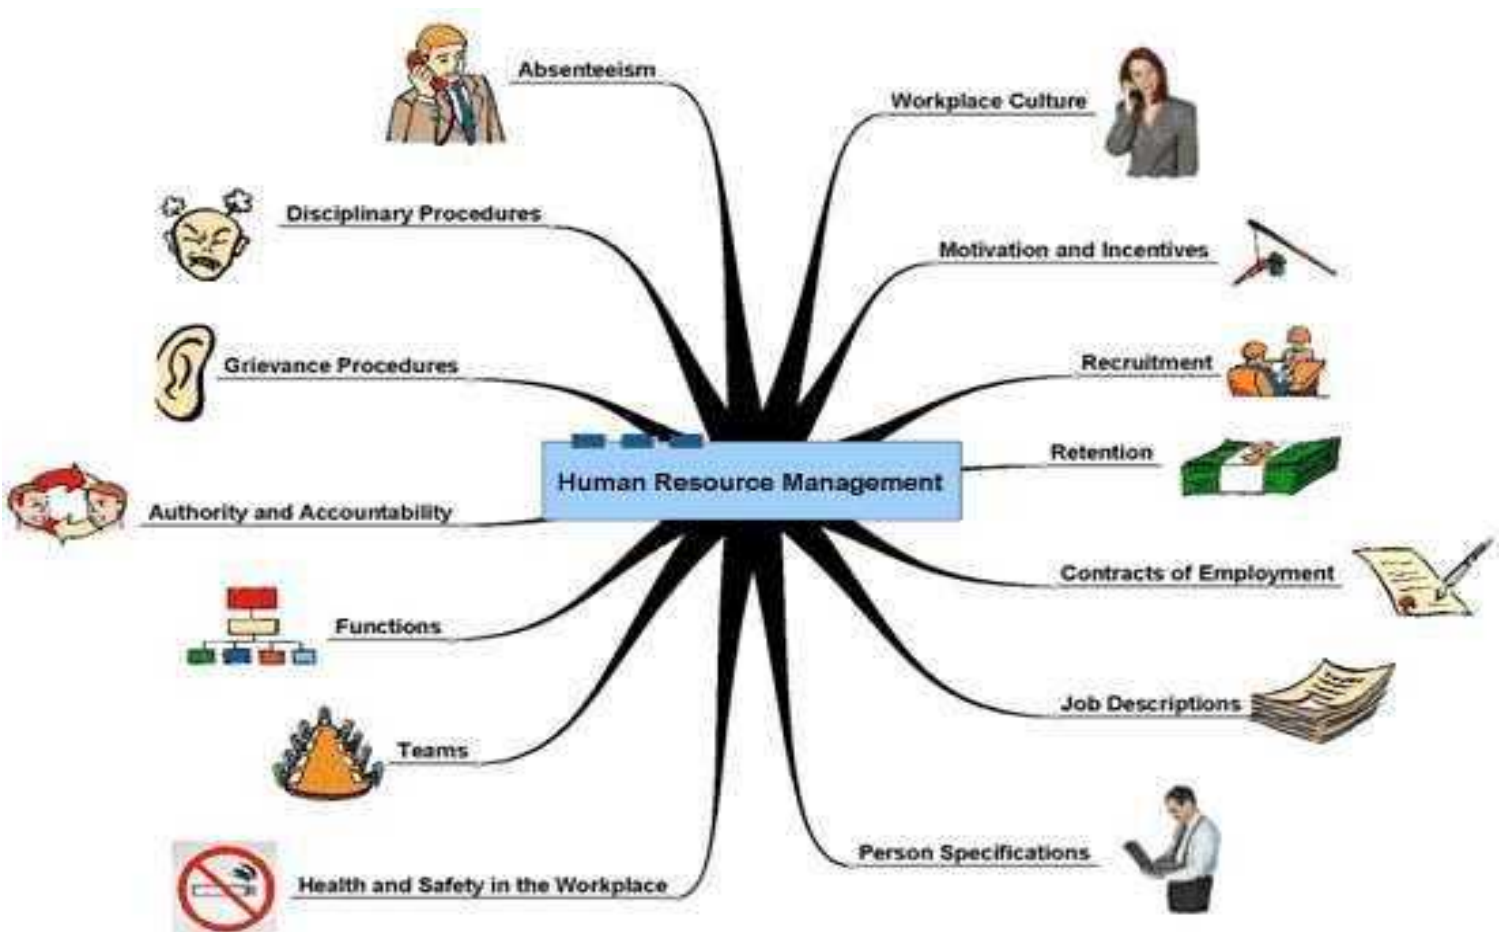 Absenteeism
Workplace Culture
Disciplinary Procedures
Motivation and Incentives
Grievance Procedures
Recruitment
Retention
Human Resource Management
Authority and Accountability
Contracts of Employment
Functions
Job Descriptions
Teams
Person Specifications
Health and Safety in the Workplace